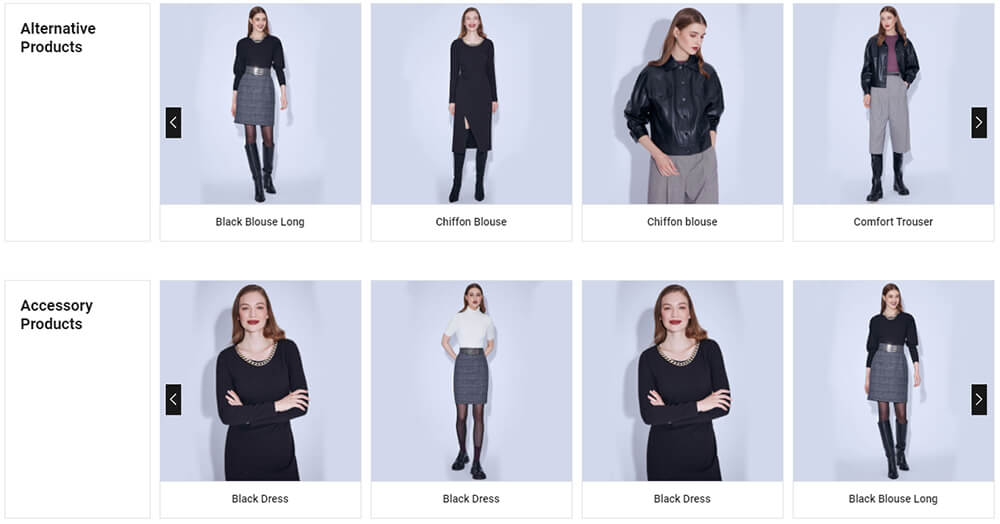 Alternative
Products
Black Blouse Long
Chiffon Blouse
Chiffon blouse
Comfort Trouser
Accessory
Products
Black Dress
Black Dress
Black Dress
Black Blouse Long